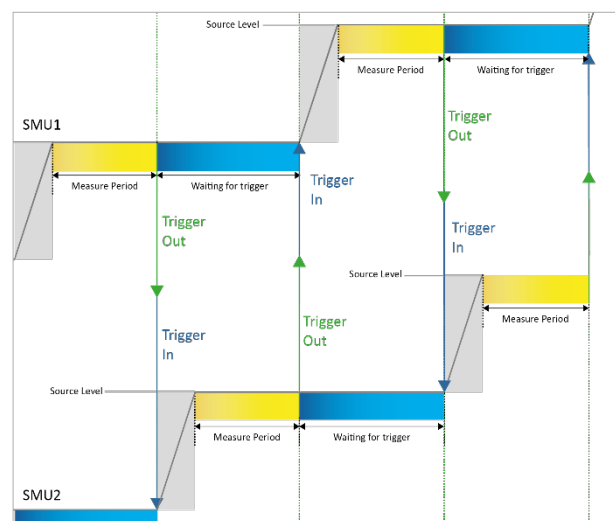 Source Level
Measure Period
Waiting for trigger
SMU1
Trigger
Out
Measure Period
Waiting for trigger
Trigger
In
Trigger
Out
Trigger
In
Source Level
Trigger
In
Trigger
Out
Measure Period
Source Level
Measure Period
Waiting for trigger
SMU2